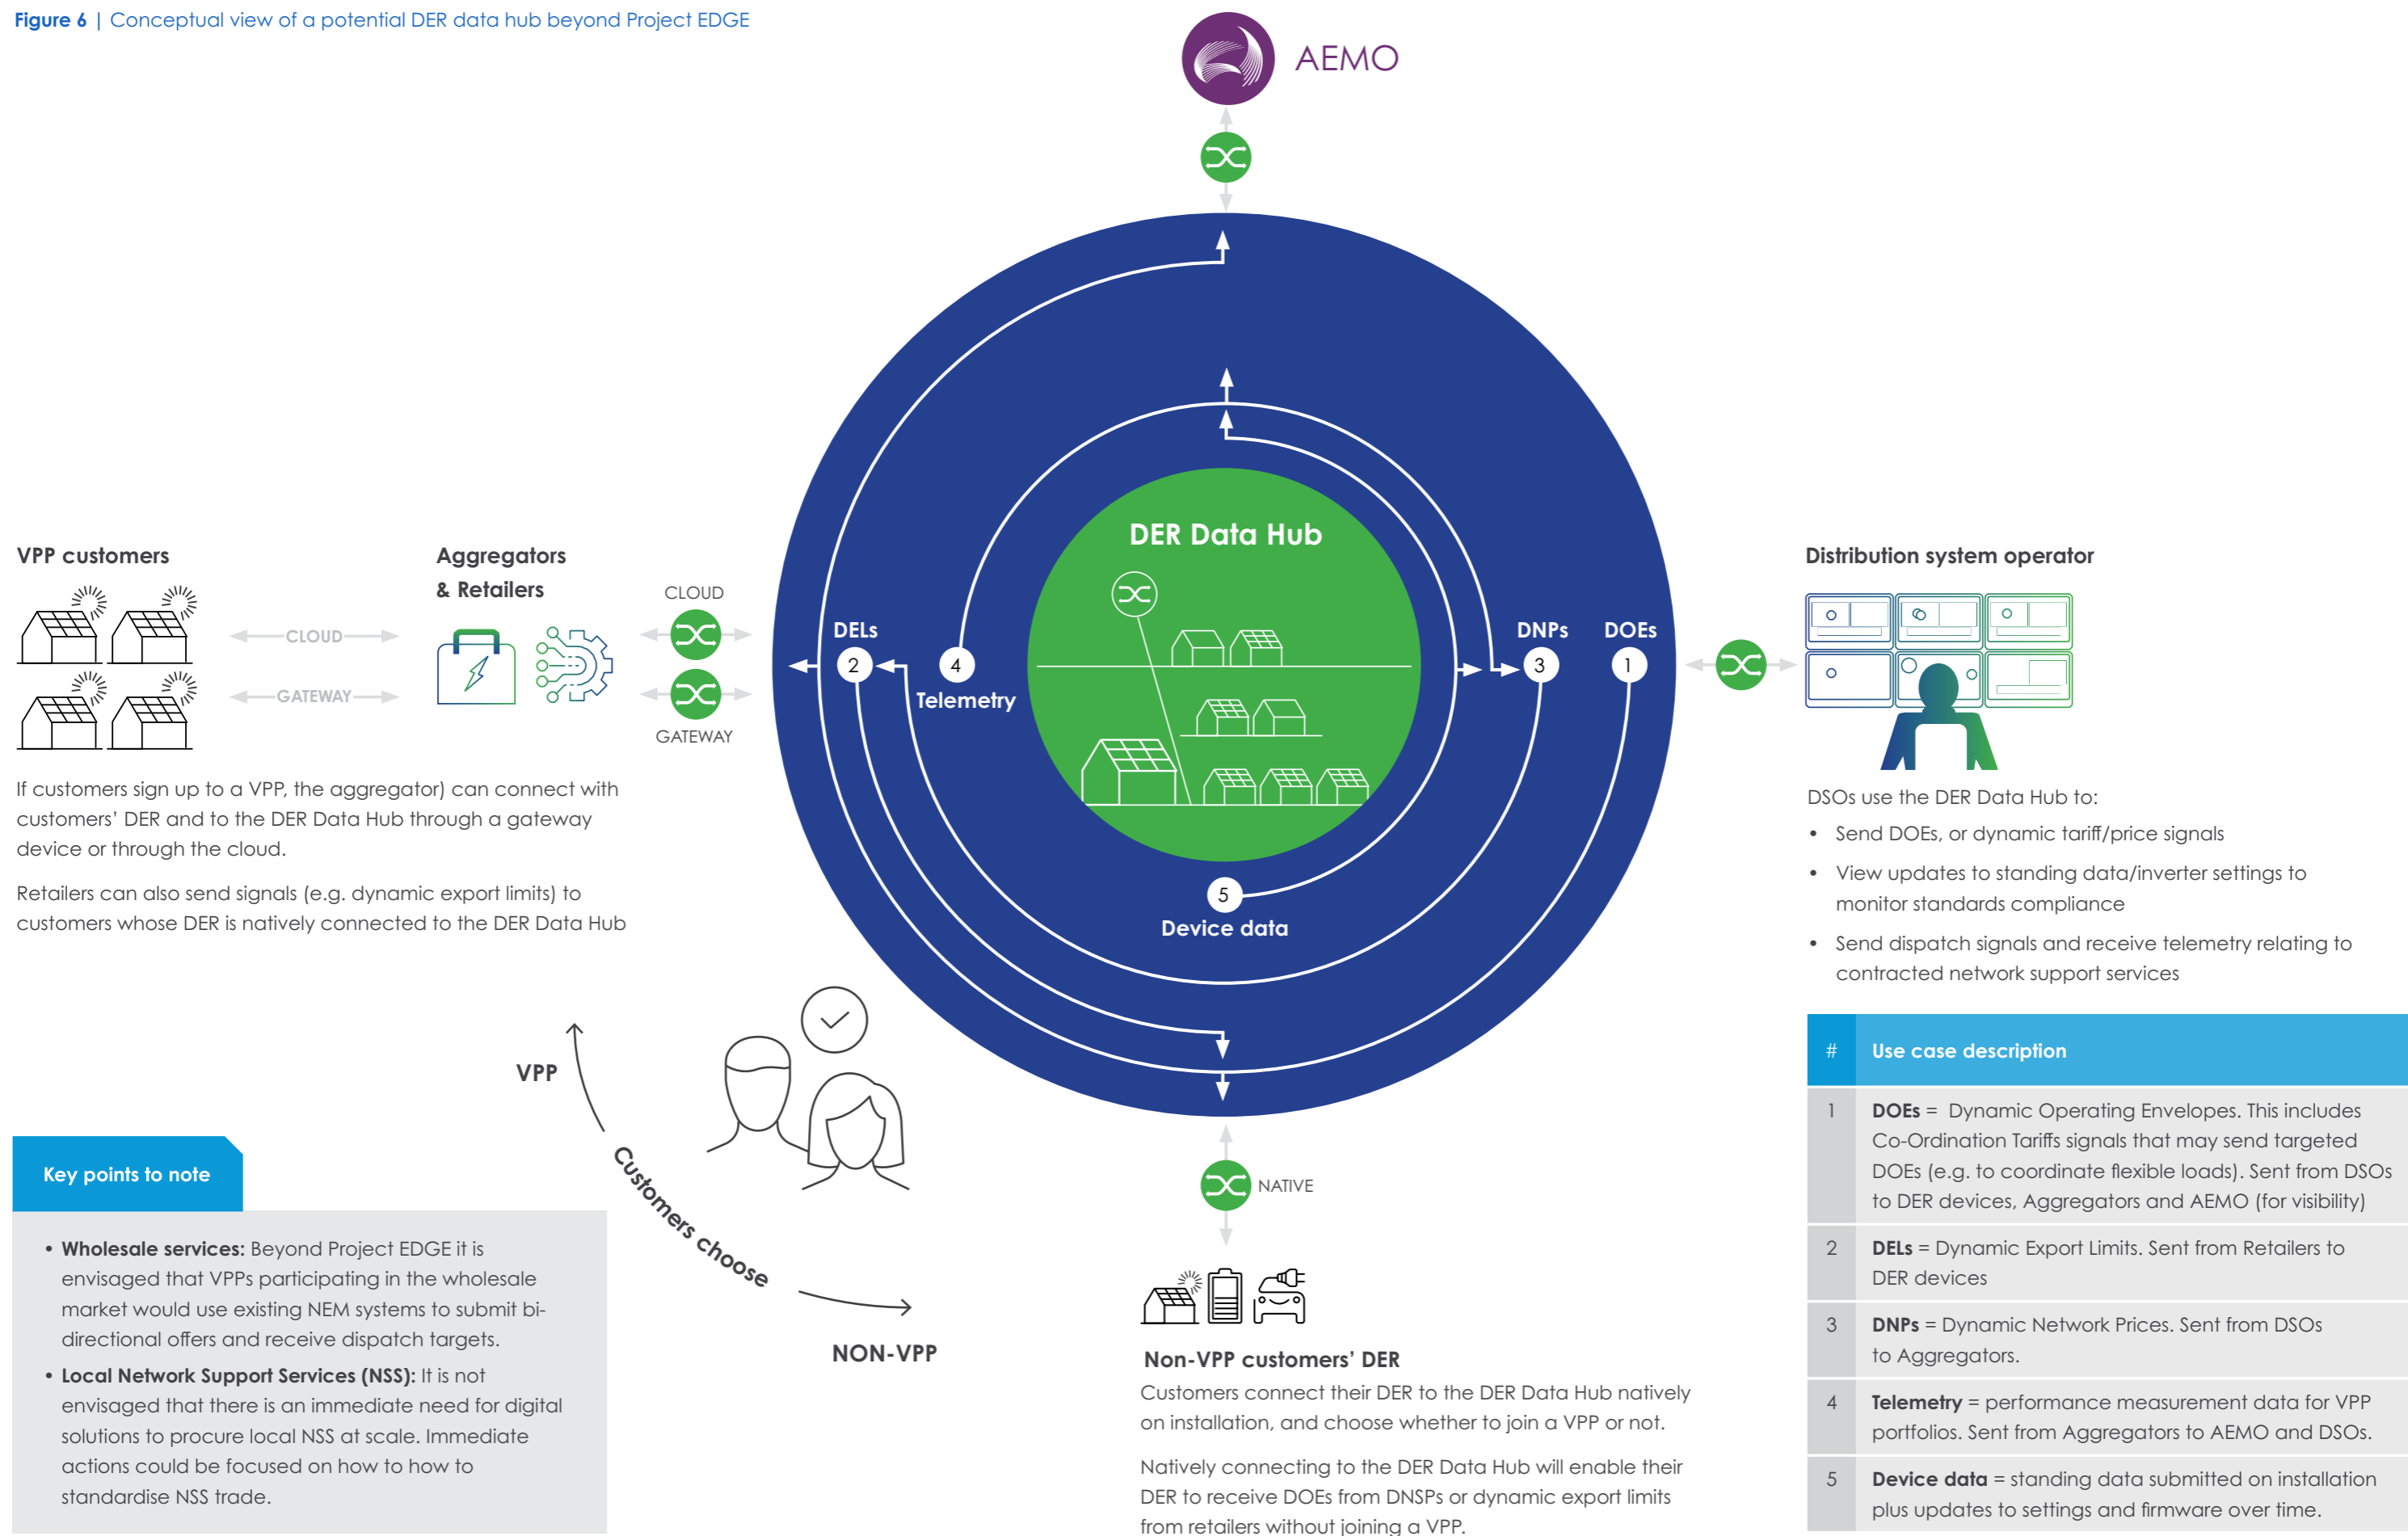 Figure 6 | Conceptual view of a potential DER data hub beyond Project EDGE
AEMO
VPP customers
CLOUD
GATEWAY
Aggregators
& Retailers
CLOUD
GATEWAY
If customers sign up to a VPP, the aggregator) can connect with
customers' DER and to the DER Data Hub through a gateway
device or through the cloud.
Retailers can also send signals (e.g. dynamic export limits) to
customers whose DER is natively connected to the DER Data Hub
DER Data Hub
DELs
2
4
Telemetry
DNPs
3
DOEs
1
5
Device data
Distribution system operator
DSOs use the DER Data Hub to:
• Send DOEs, or dynamic tariff/price signals
• View updates to standing data/inverter settings to
monitor standards compliance
• Send dispatch signals and receive telemetry relating to
contracted network support services
VPP
Customers choose
NON-VPP
NATIVE
Non-VPP customers' DER
Customers connect their DER to the DER Data Hub natively
on installation, and choose whether to join a VPP or not.
Natively connecting to the DER Data Hub will enable their
DER to receive DOEs from DNSPs or dynamic export limits
from retailers without joining a VPP.
Key points to note
• Wholesale services: Beyond Project EDGE it is
envisaged that VPPs participating in the wholesale
market would use existing NEM systems to submit bi-
directional offers and receive dispatch targets.
• Local Network Support Services (NSS): It is not
envisaged that there is an immediate need for digital
solutions to procure local NSS at scale. Immediate
actions could be focused on how to how to
standardise NSS trade.
# Use case description
1 DOEs = Dynamic Operating Envelopes. This includes
Co-Ordination Tariffs signals that may send targeted
DOEs (e.g. to coordinate flexible loads). Sent from DSOs
to DER devices, Aggregators and AEMO (for visibility)
2 DELs = Dynamic Export Limits. Sent from Retailers to
DER devices
3 DNPs = Dynamic Network Prices. Sent from DSOs
to Aggregators.
4 Telemetry = performance measurement data for VPP
portfolios. Sent from Aggregators to AEMO and DSOs.
5 Device data = standing data submitted on installation
plus updates to settings and firmware over time.